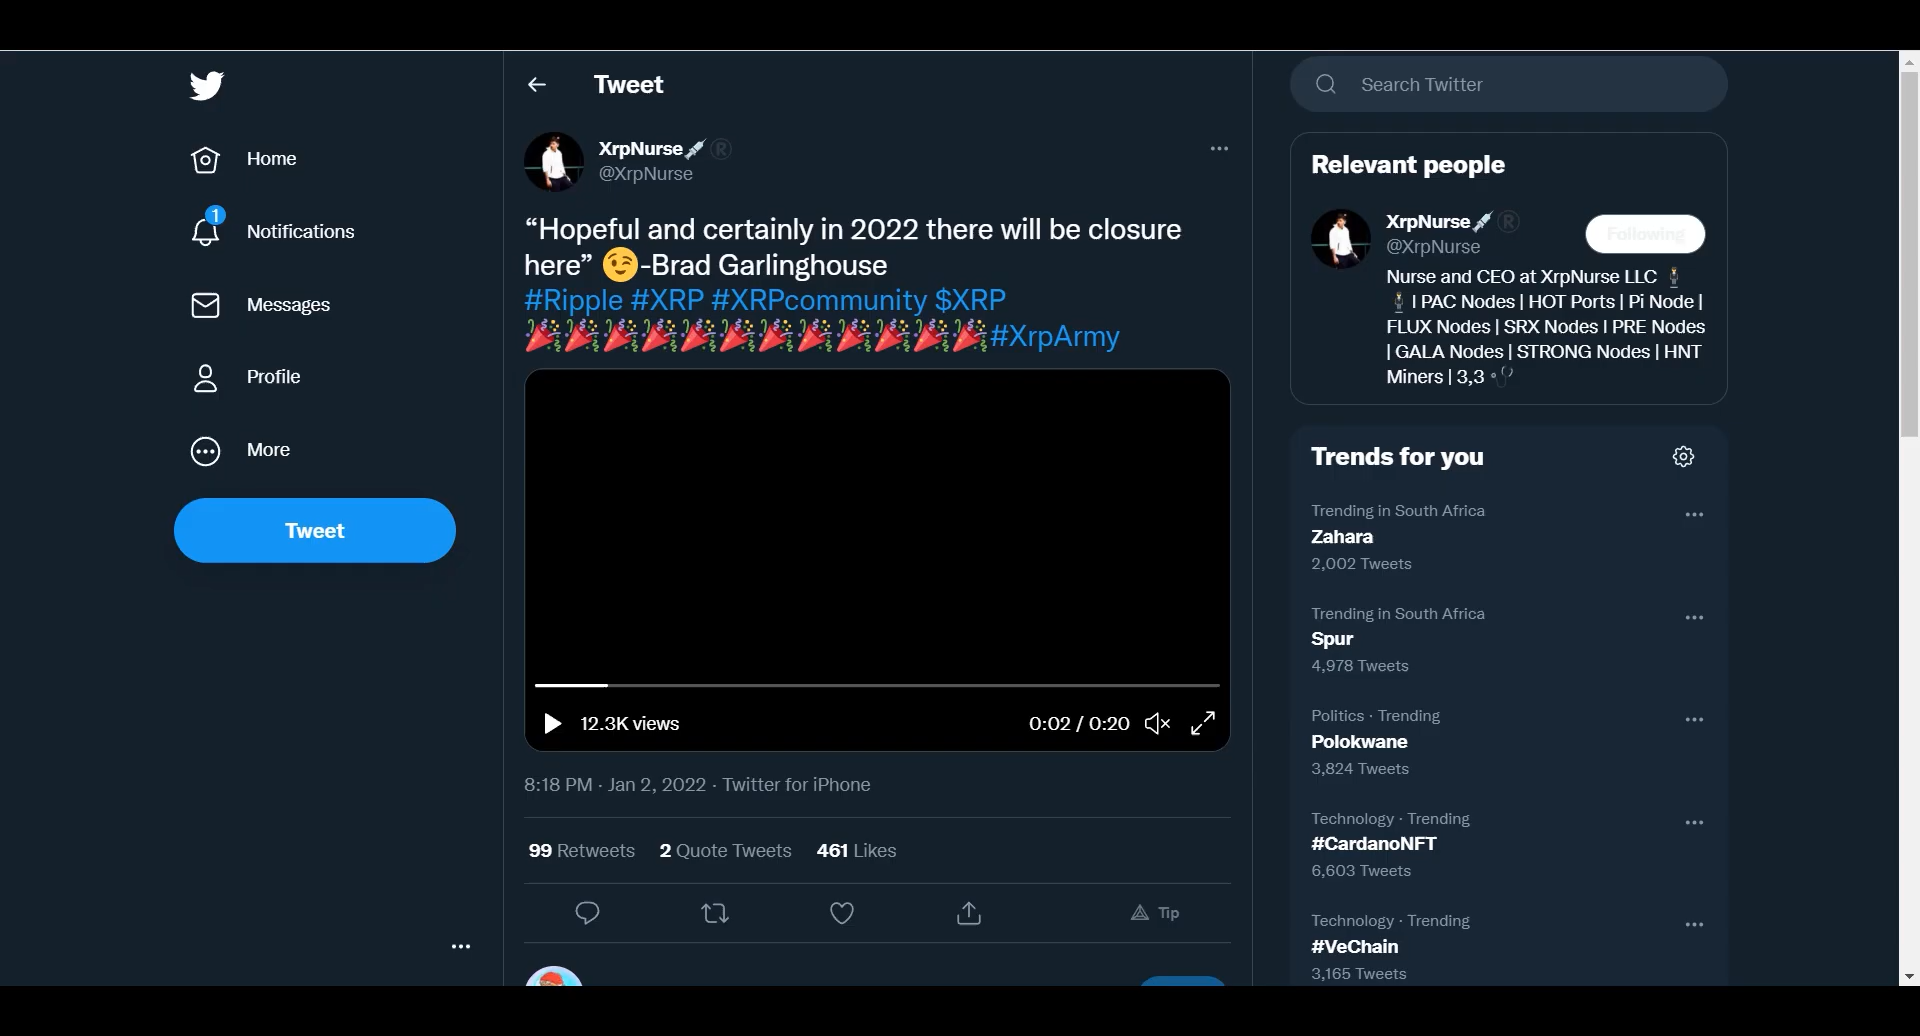 Tweet
Search Twitter
Home
1
Notifications
Messages
Profile
More
Tweet
XrpNurse💉®
@XrpNurse
“Hopeful and certainly in 2022 there will be closure
here” 😉-Brad Garlinghouse
#Ripple #XRP #XRPcommunity $XRP
🎉🎉🎉🎉🎉🎉🎉🎉🎉🎉🎉🎉#XrpArmy
12.3K views
0:02 / 0:20
8:18 PM · Jan 2, 2022 · Twitter for iPhone
99 Retweets 2 Quote Tweets 461 Likes
Tip
Relevant people
XrpNurse💉®
@XrpNurse
Following
Nurse and CEO at XrpNurse LLC
| PAC Nodes | HOT Ports | Pi Node |
FLUX Nodes | SRX Nodes | PRE Nodes
| GALA Nodes | STRONG Nodes | HNT
Miners | 3,3 🩺
Trends for you
Trending in South Africa
Zahara
2,002 Tweets
Trending in South Africa
Spur
4,978 Tweets
Politics · Trending
Polokwane
3,824 Tweets
Technology · Trending
#CardanoNFT
6,603 Tweets
Technology · Trending
#VeChain
3,165 Tweets